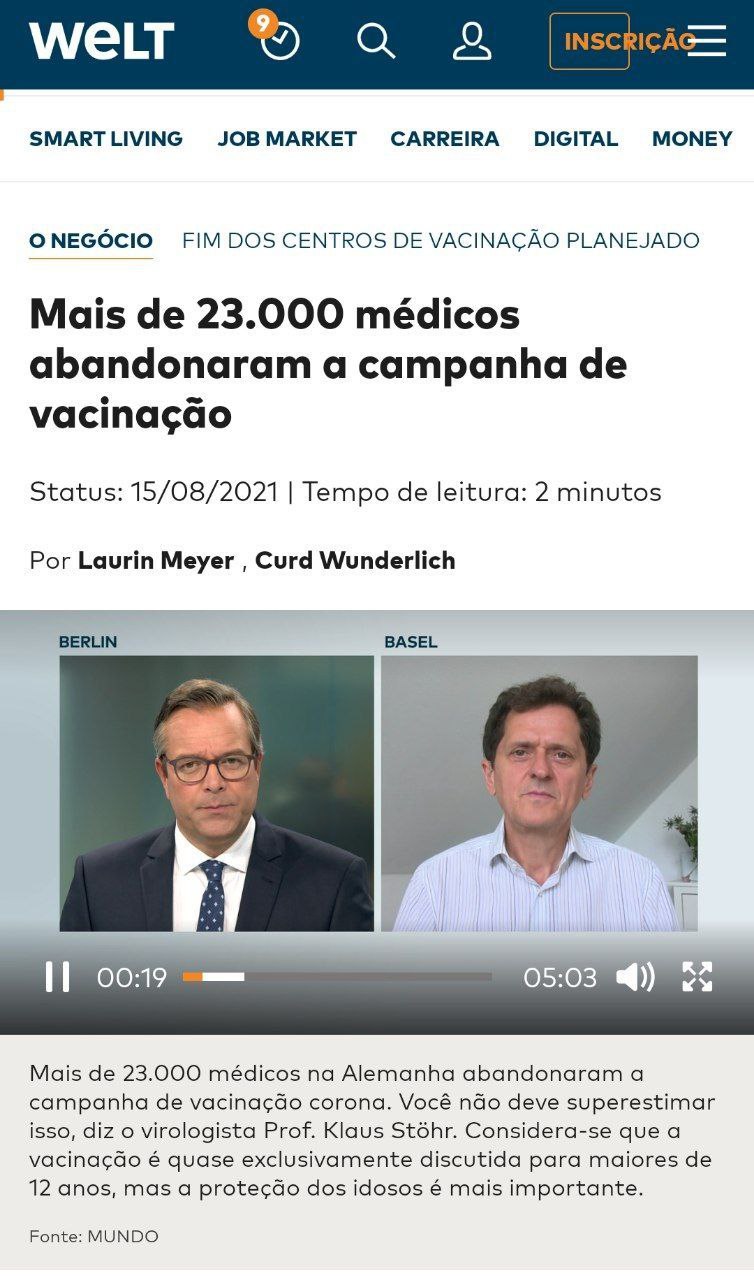 WELT
9
INSCRIÇÃO
SMART LIVING JOB MARKET CARREIRA DIGITAL MONEY
O NEGÓCIO FIM DOS CENTROS DE VACINAÇÃO PLANEJADO
Mais de 23.000 médicos
abandonaram a campanha de
vacinação
Status: 15/08/2021 | Tempo de leitura: 2 minutos
Por Laurin Meyer , Curd Wunderlich
BERLIN BASEL
00:19 05:03
Mais de 23.000 médicos na Alemanha abandonaram a
campanha de vacinação corona. Você não deve superestimar
isso, diz o virologista Prof. Klaus Stöhr. Considera-se que a
vacinação é quase exclusivamente discutida para maiores de
12 anos, mas a proteção dos idosos é mais importante.
Fonte: MUNDO